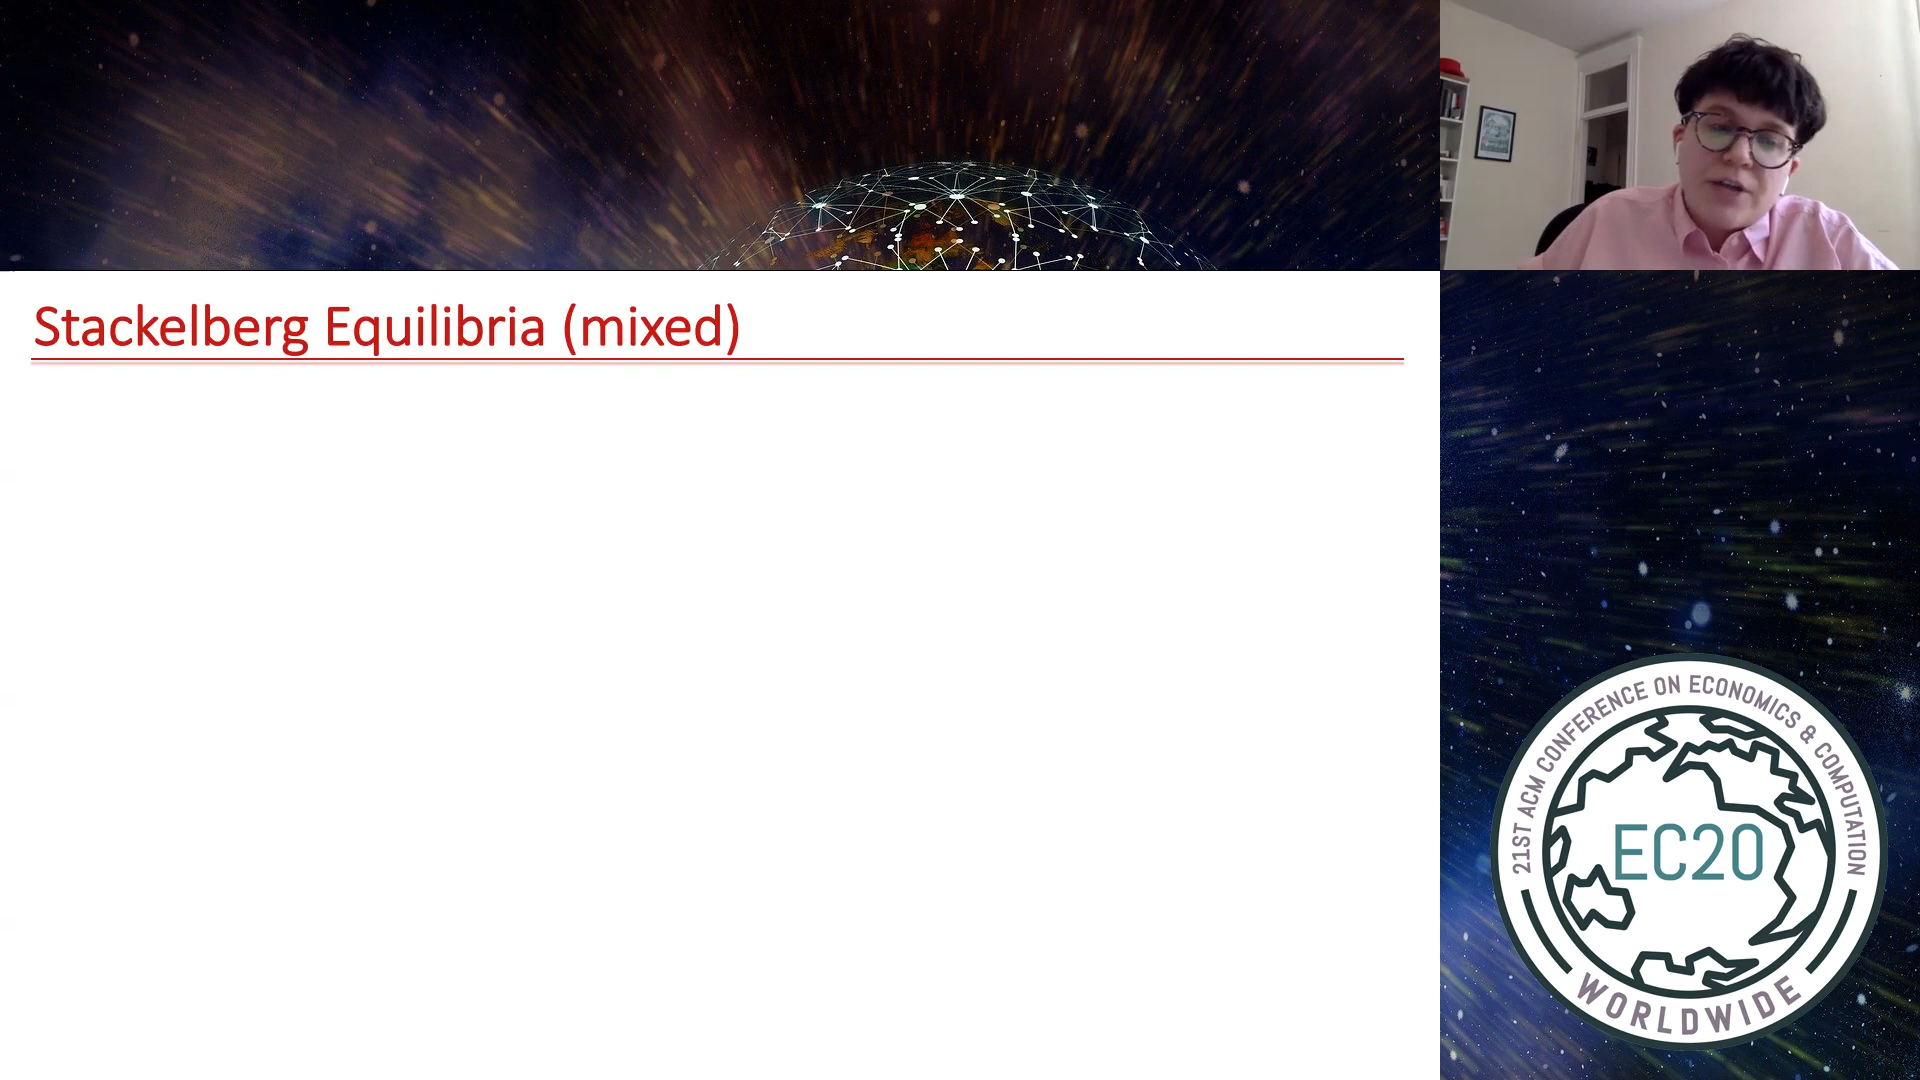 Stackelberg Equilibria (mixed)
21ST ACM CONFERENCE ON ECONOMICS & COMPUTATION
EC20
WORLDWIDE